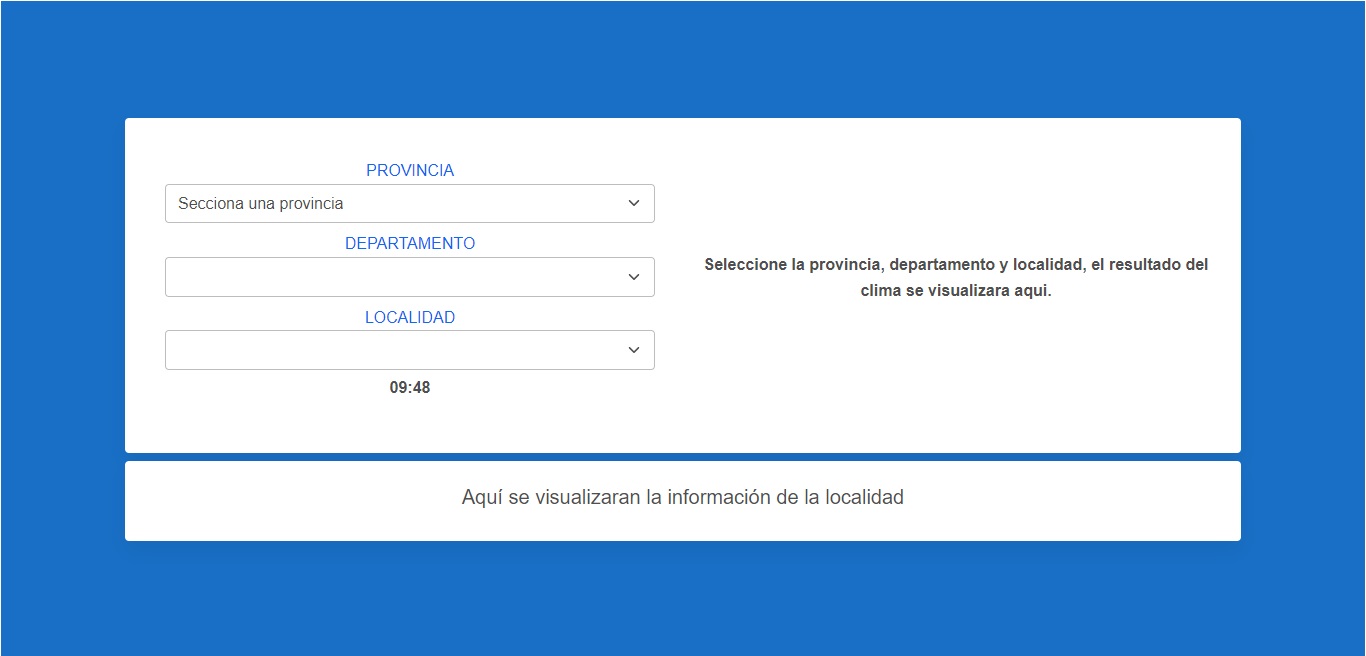 PROVINCIA
Secciona una provincia
DEPARTAMENTO
LOCALIDAD
09:48
Seleccione la provincia, departamento y localidad, el resultado del
clima se visualizara aqui.
Aquí se visualizaran la información de la localidad